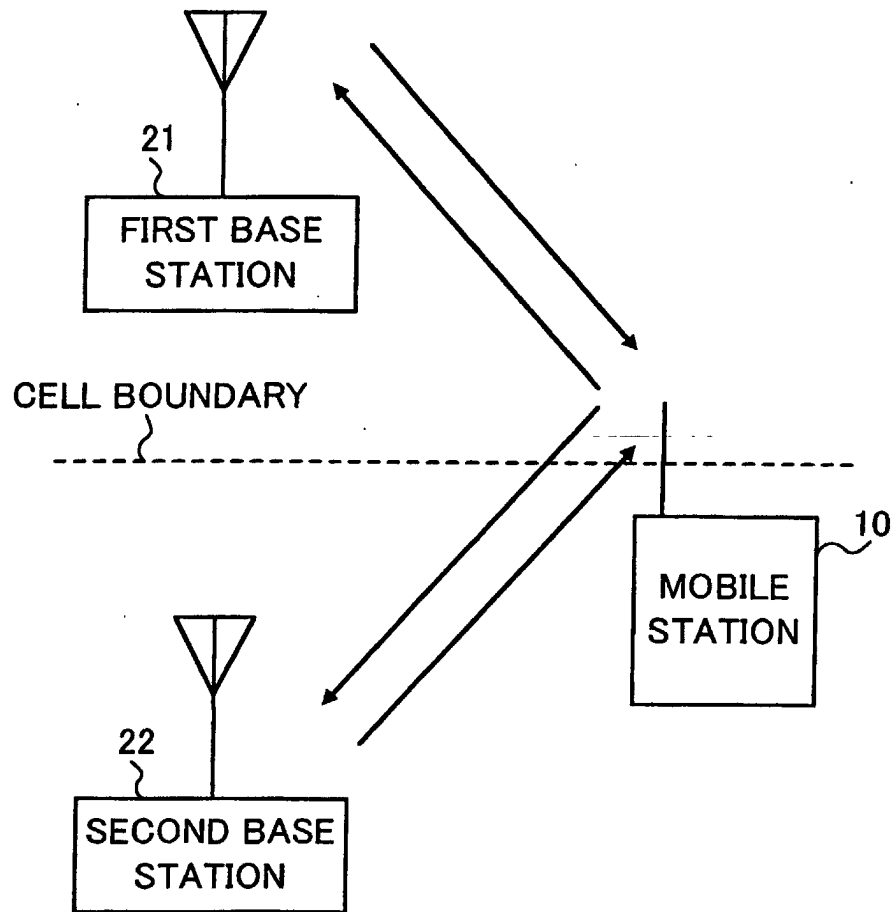 21
FIRST BASE
STATION
CELL BOUNDARY
10
MOBILE
STATION
22
SECOND BASE
STATION